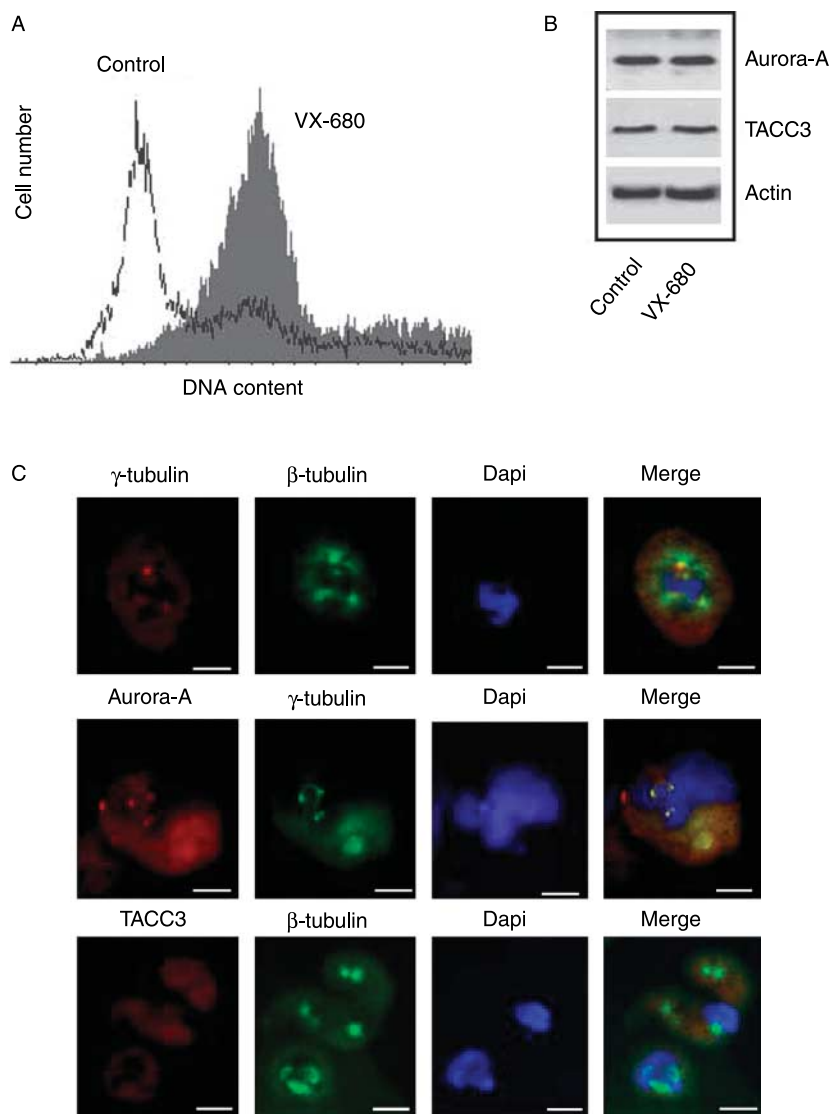 A
Control
VX-680
Cell number
DNA content
B
Aurora-A
TACC3
Actin
Control
VX-680
C
γ-tubulin β-tubulin Dapi Merge
Aurora-A γ-tubulin Dapi Merge
TACC3 β-tubulin Dapi Merge